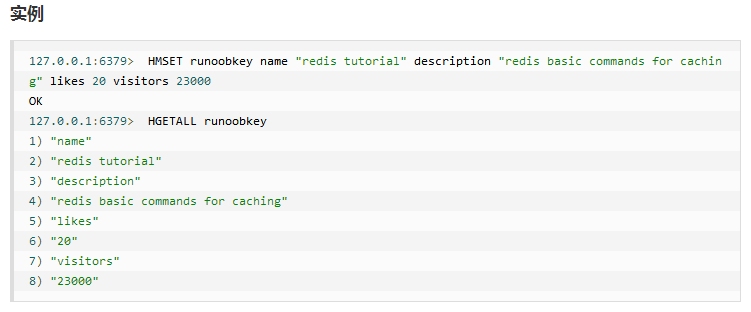 实例
127.0.0.1:6379>  HMSET runoobkey name "redis tutorial" description "redis basic commands for cachin
g" likes 20 visitors 23000
OK
127.0.0.1:6379>  HGETALL runoobkey
1) "name"
2) "redis tutorial"
3) "description"
4) "redis basic commands for caching"
5) "likes"
6) "20"
7) "visitors"
8) "23000"